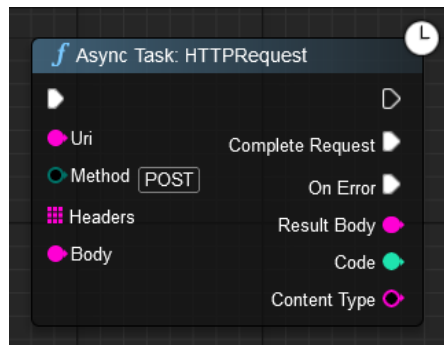 Async Task: HTTPRequest
Uri
Complete Request
Method POST
On Error
Headers
Result Body
Body
Code
Content Type